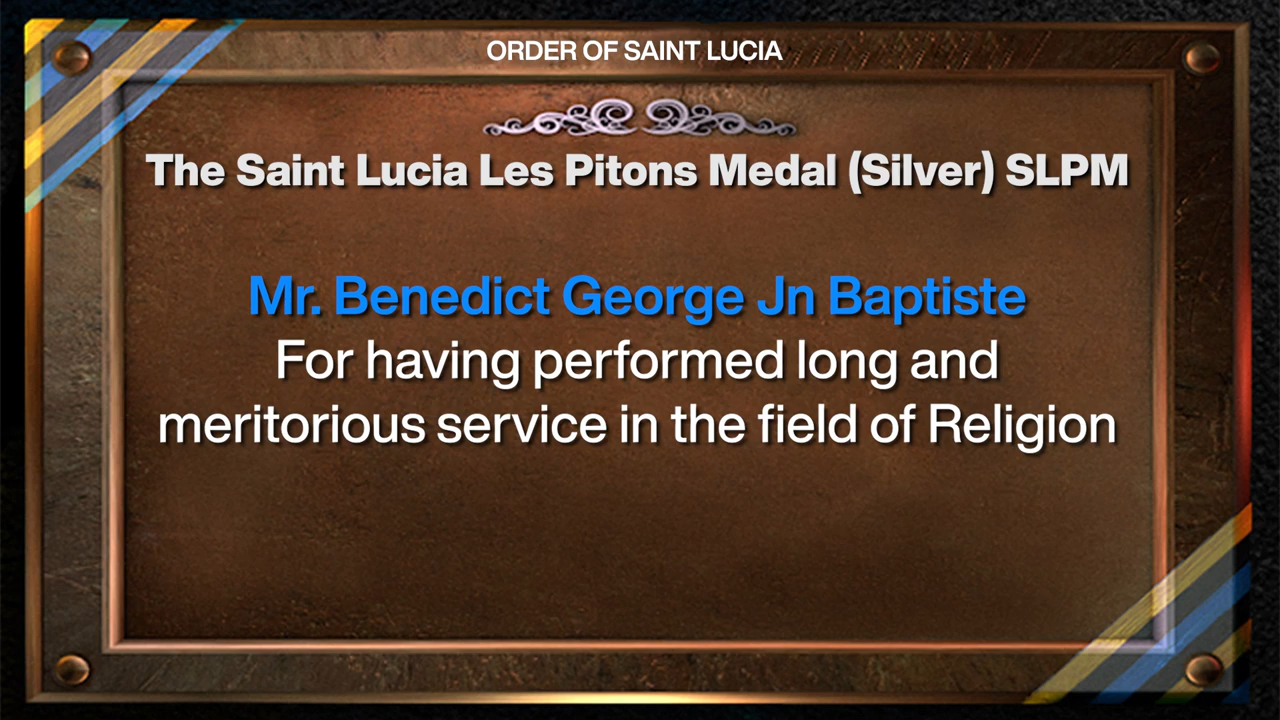 ORDER OF SAINT LUCIA
The Saint Lucia Les Pitons Medal (Silver) SLPM
Mr. Benedict George Jn Baptiste
For having performed long and
meritorious service in the field of Religion